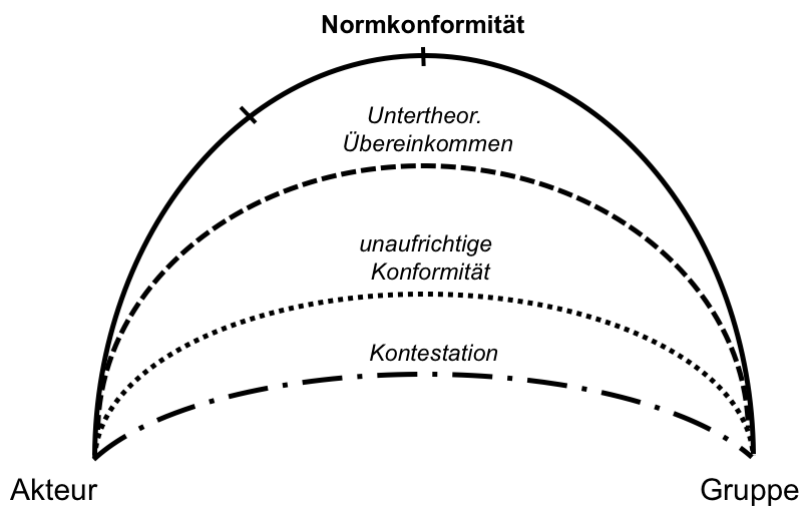 Normkonformität
Untertheor.
Übereinkommen
unaufrichtige
Konformität
Kontestation
Akteur
Gruppe